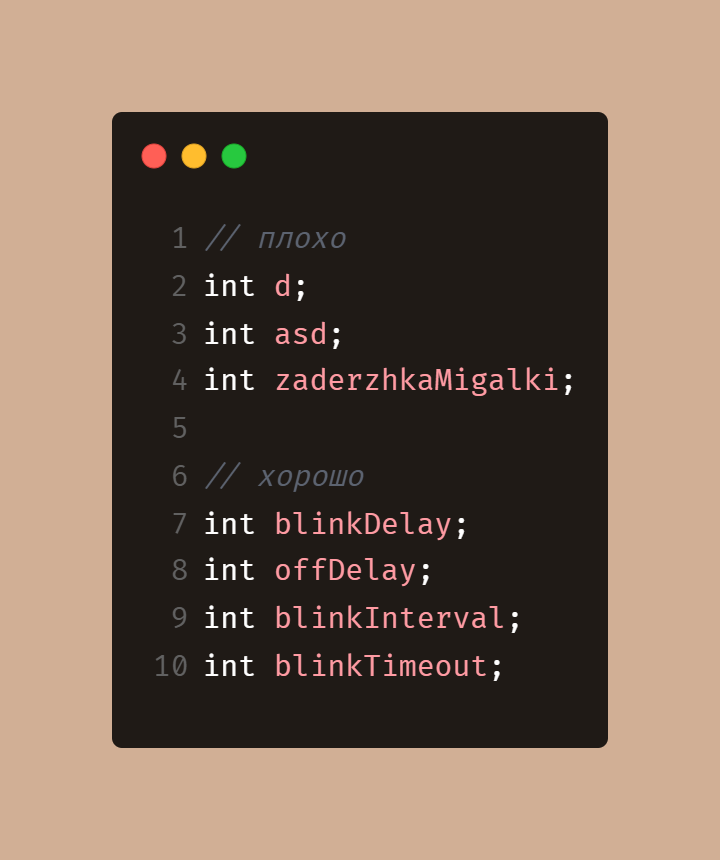 1 // плохо
2 int d;
3 int asd;
4 int zaderzhkaMigalki;
5
6 // хорошо
7 int blinkDelay;
8 int offDelay;
9 int blinkInterval;
10 int blinkTimeout;